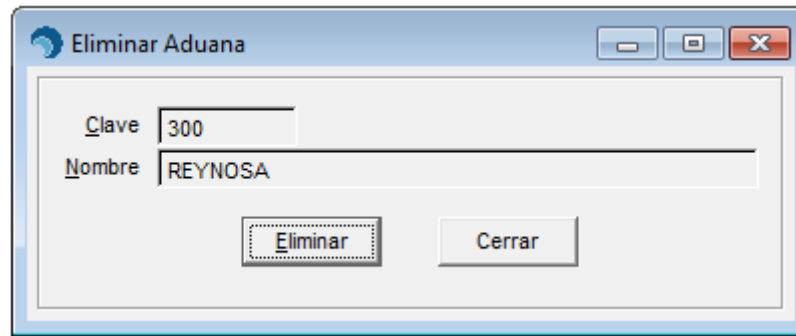 Eliminar Aduana
Clave 300
Nombre REYNOSA
Eliminar Cerrar